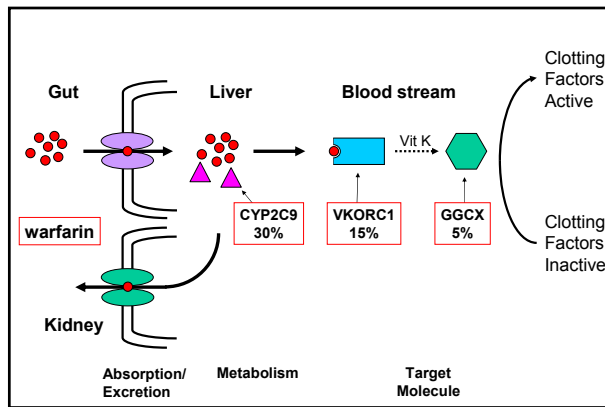 Gut
Liver
Blood stream
Clotting
Factors
Active
Vit K
warfarin
CYP2C9
30%
VKORC1
15%
GGCX
5%
Clotting
Factors
Inactive
Kidney
Absorption/
Excretion
Metabolism
Target
Molecule